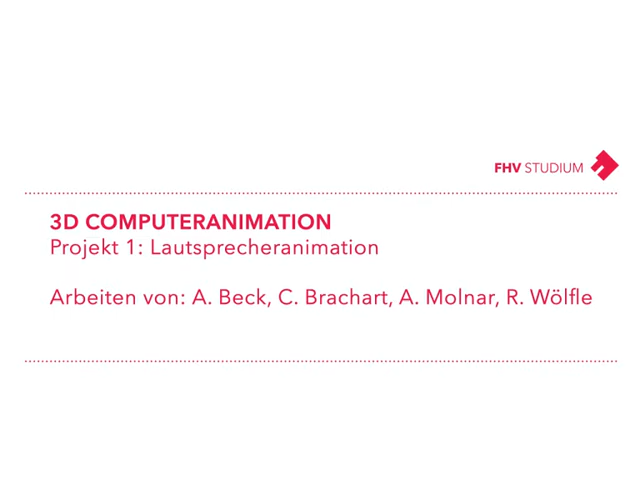 FHV STUDIUM
3D COMPUTERANIMATION
Projekt 1: Lautsprecheranimation
Arbeiten von: A. Beck, C. Brachart, A. Molnar, R. Wölfle